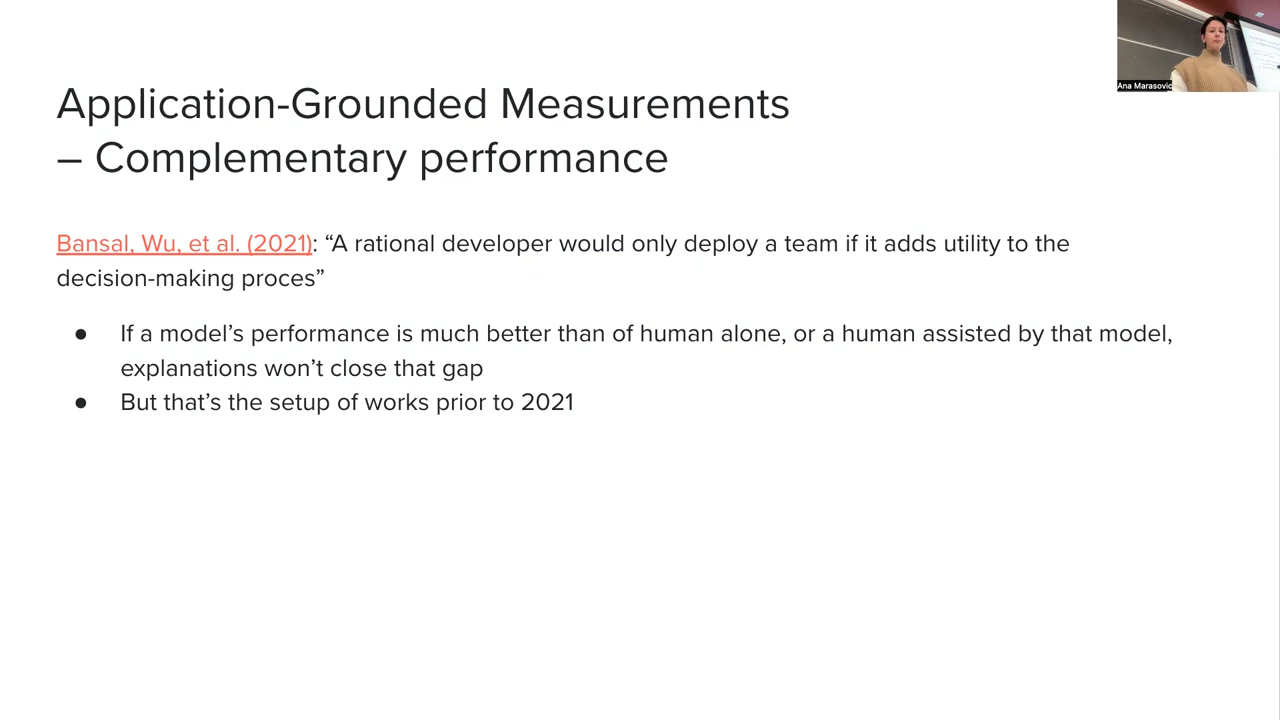 Ana Marasovic
Application-Grounded Measurements
– Complementary performance
Bansal, Wu, et al. (2021): “A rational developer would only deploy a team if it adds utility to the
decision-making proces”
● If a model’s performance is much better than of human alone, or a human assisted by that model,
explanations won’t close that gap
● But that’s the setup of works prior to 2021